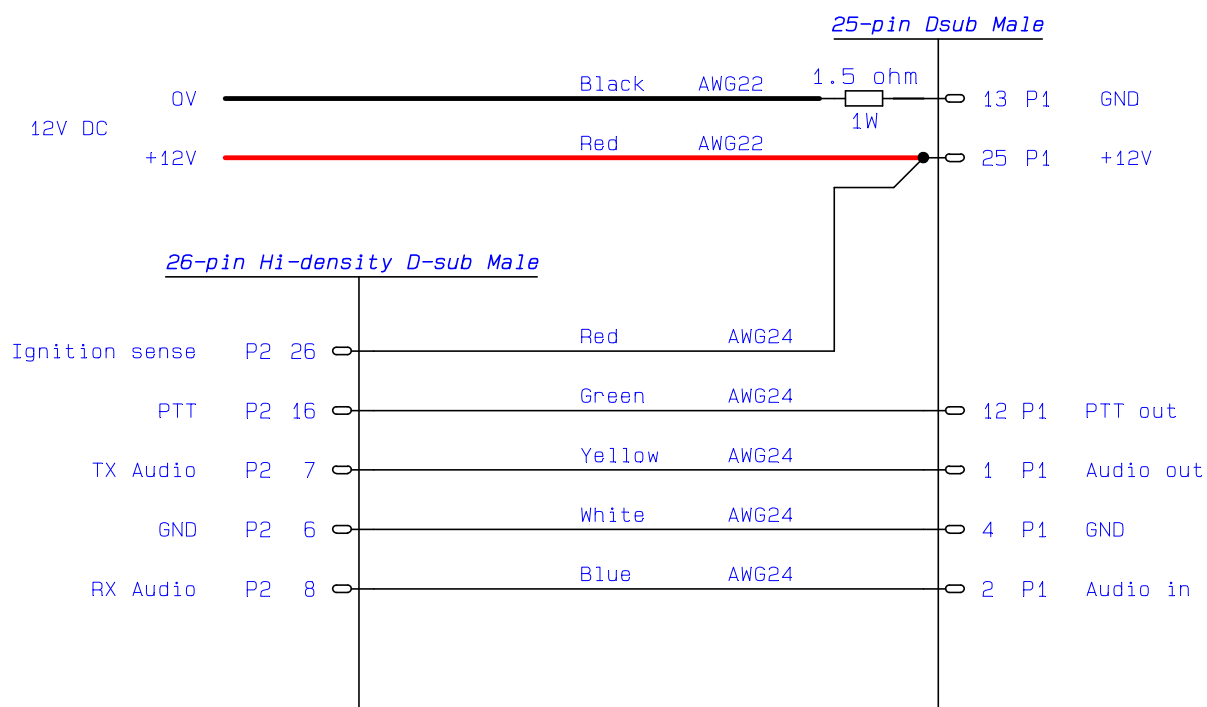 25-pin Dsub Male
Black AWG22 1.5 ohm
0V 13 P1 GND
1W
12V DC
Red AWG22
+12V 25 P1 +12V
26-pin Hi-density D-sub Male
Red AWG24
Ignition sense P2 26
Green AWG24
PTT P2 16 12 P1 PTT out
Yellow AWG24
TX Audio P2 7 1 P1 Audio out
White AWG24
GND P2 6 4 P1 GND
Blue AWG24
RX Audio P2 8 2 P1 Audio in